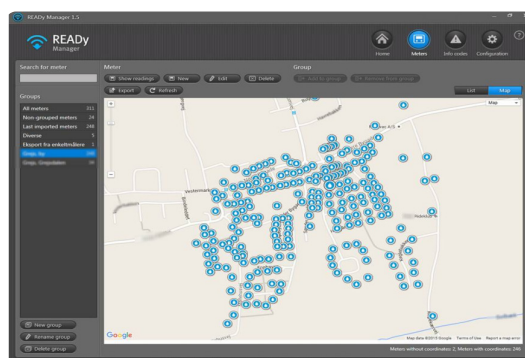 READy Manager 1.5
READy
Manager
Home
Meters
Info codes
Configuration
Search for meter
Meter
Group
Show readings
New
Edit
Delete
Add to group
Remove from group
Export
Refresh
List
Map
Groups
All meters 312
Non-grouped meters 24
Last imported meters 248
Diverse 5
Eksport fra enkeltmålere 1
Map
Google
Map data ©2015 Google Terms of Use Report a map error
New group
Rename group
Delete group
Meters without coordinates: 2, Meters with coordinates: 246